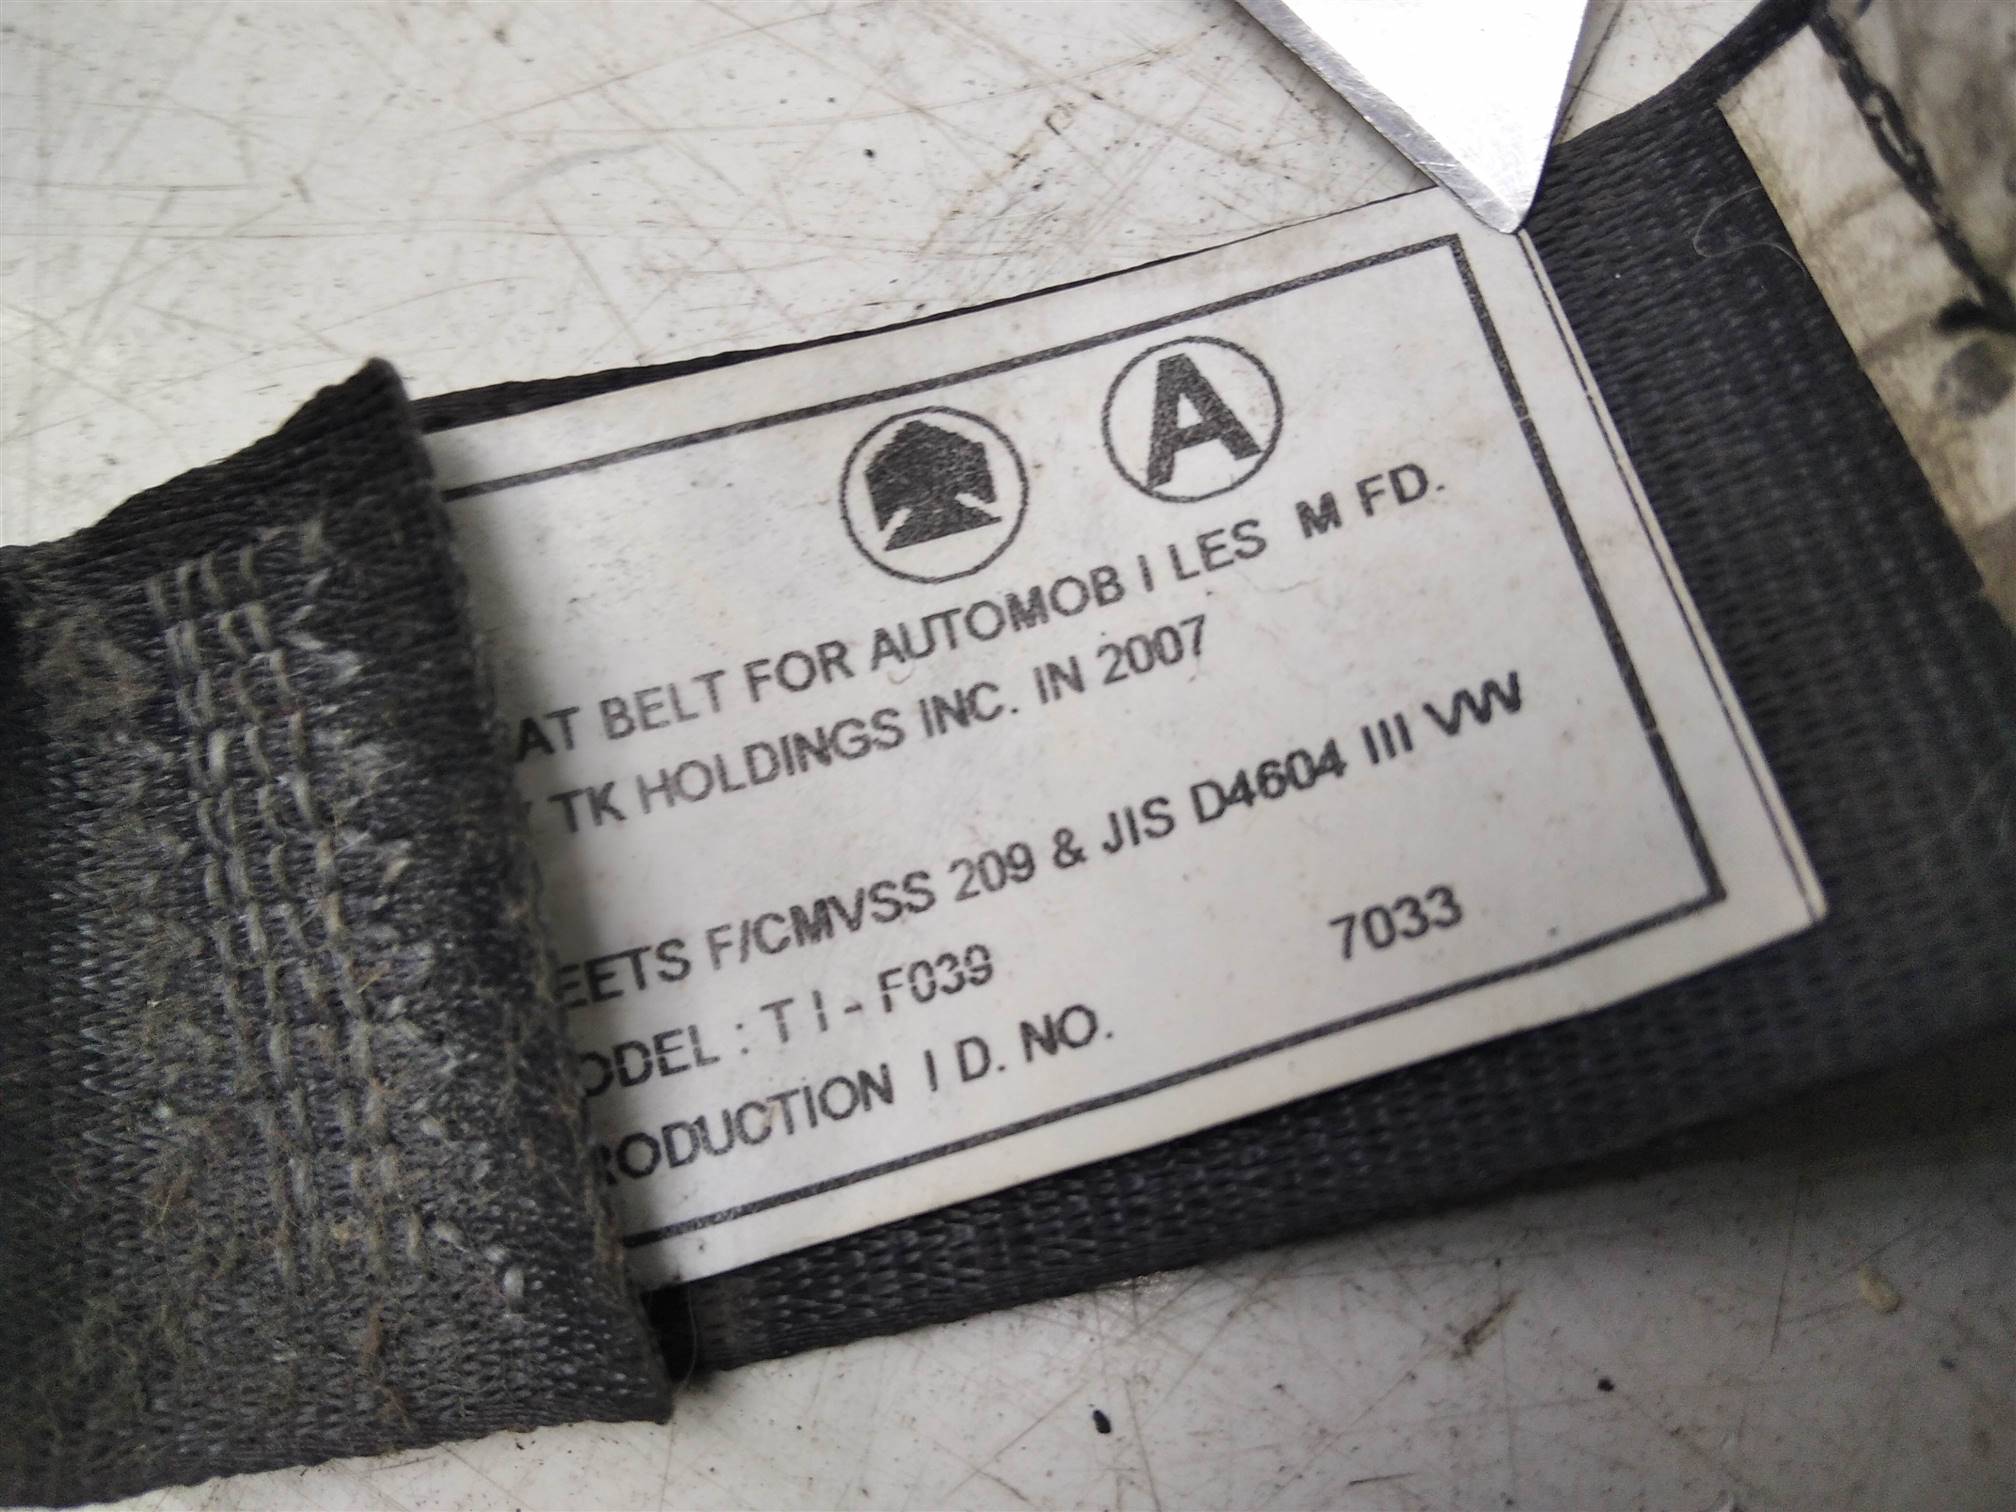 A
AT BELT FOR AUTOMOB I LES M FD.
TK HOLDINGS INC. IN 2007
EETS F/CMVSS 209 & JIS D4604 III VW
ODEL : T I - F039
RODUCTION I D. NO. 7033